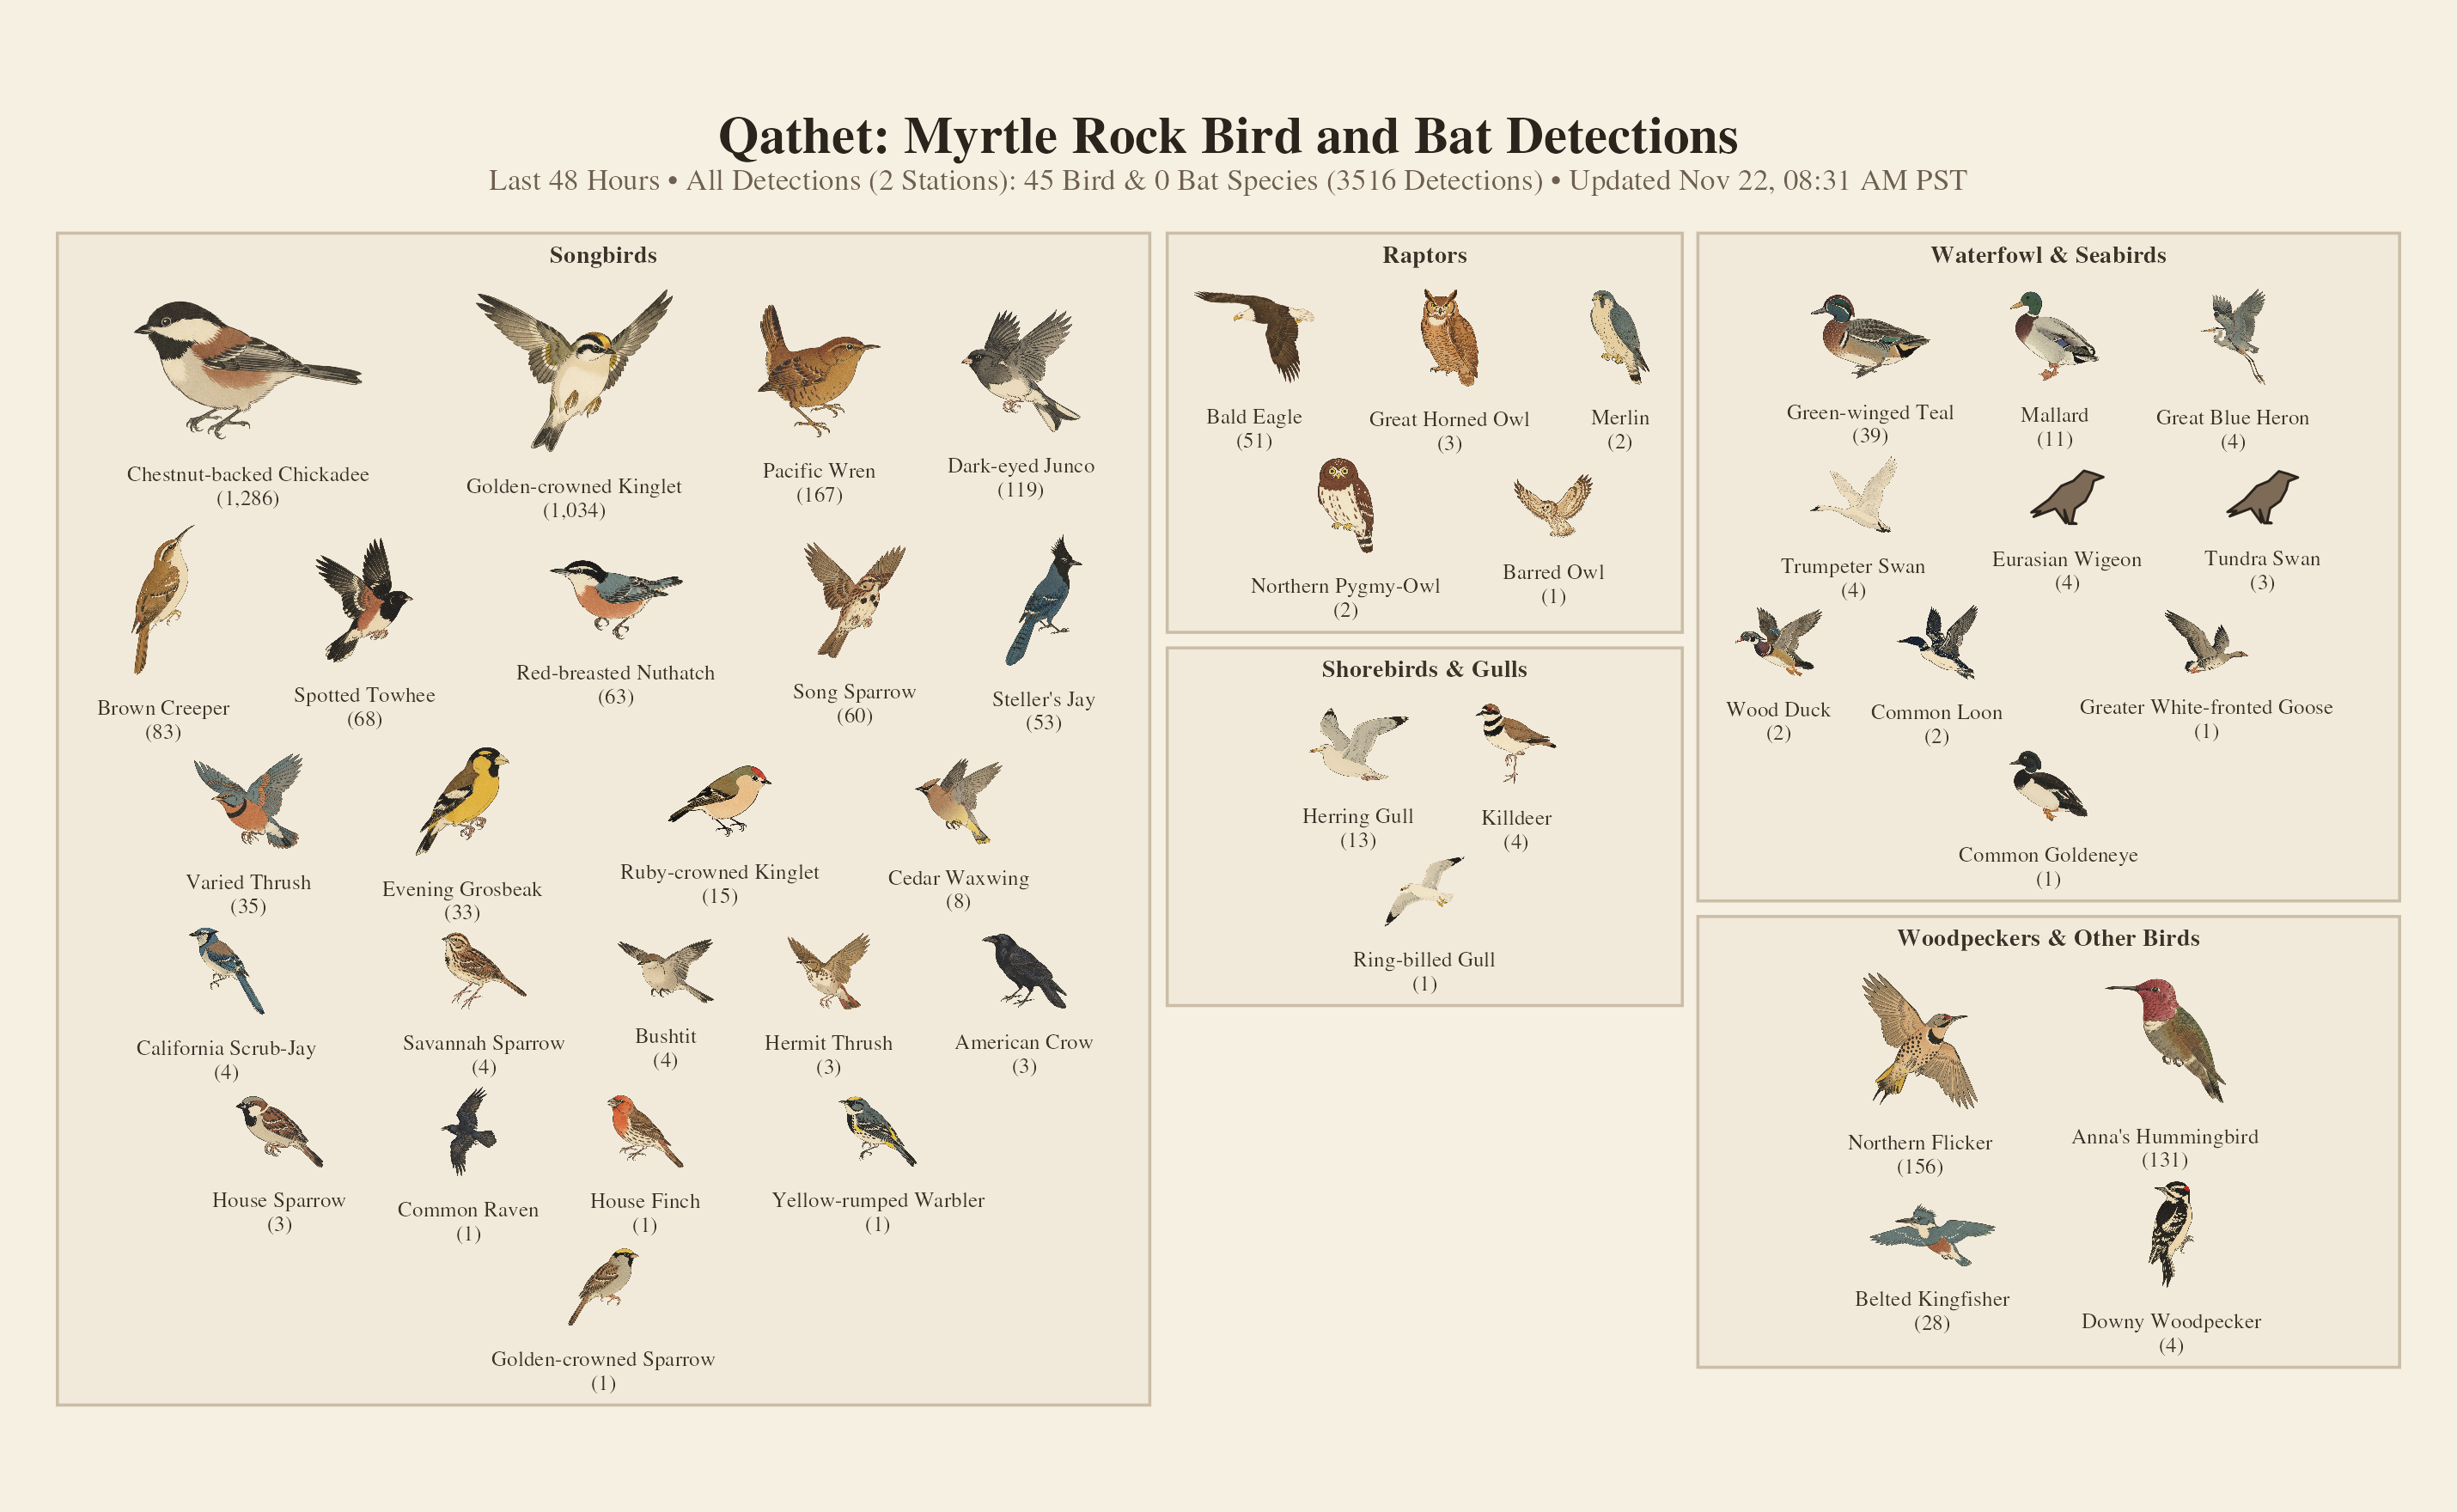 Qathet: Myrtle Rock Bird and Bat Detections
Last 48 Hours • All Detections (2 Stations): 45 Bird & 0 Bat Species (3516 Detections) • Updated Nov 22, 08:31 AM PST
Songbirds
Chestnut-backed Chickadee
(1,286)
Golden-crowned Kinglet
(1,034)
Pacific Wren
(167)
Dark-eyed Junco
(119)
Brown Creeper
(83)
Spotted Towhee
(68)
Red-breasted Nuthatch
(63)
Song Sparrow
(60)
Steller's Jay
(53)
Varied Thrush
(35)
Evening Grosbeak
(33)
Ruby-crowned Kinglet
(15)
Cedar Waxwing
(8)
California Scrub-Jay
(4)
Savannah Sparrow
(4)
Bushtit
(4)
Hermit Thrush
(3)
American Crow
(3)
House Sparrow
(3)
Common Raven
(1)
House Finch
(1)
Yellow-rumped Warbler
(1)
Golden-crowned Sparrow
(1)
Raptors
Bald Eagle
(51)
Great Horned Owl
(3)
Merlin
(2)
Northern Pygmy-Owl
(2)
Barred Owl
(1)
Shorebirds & Gulls
Herring Gull
(13)
Killdeer
(4)
Ring-billed Gull
(1)
Waterfowl & Seabirds
Green-winged Teal
(39)
Mallard
(11)
Great Blue Heron
(4)
Trumpeter Swan
(4)
Eurasian Wigeon
(4)
Tundra Swan
(3)
Wood Duck
(2)
Common Loon
(2)
Greater White-fronted Goose
(1)
Common Goldeneye
(1)
Woodpeckers & Other Birds
Northern Flicker
(156)
Anna's Hummingbird
(131)
Belted Kingfisher
(28)
Downy Woodpecker
(4)